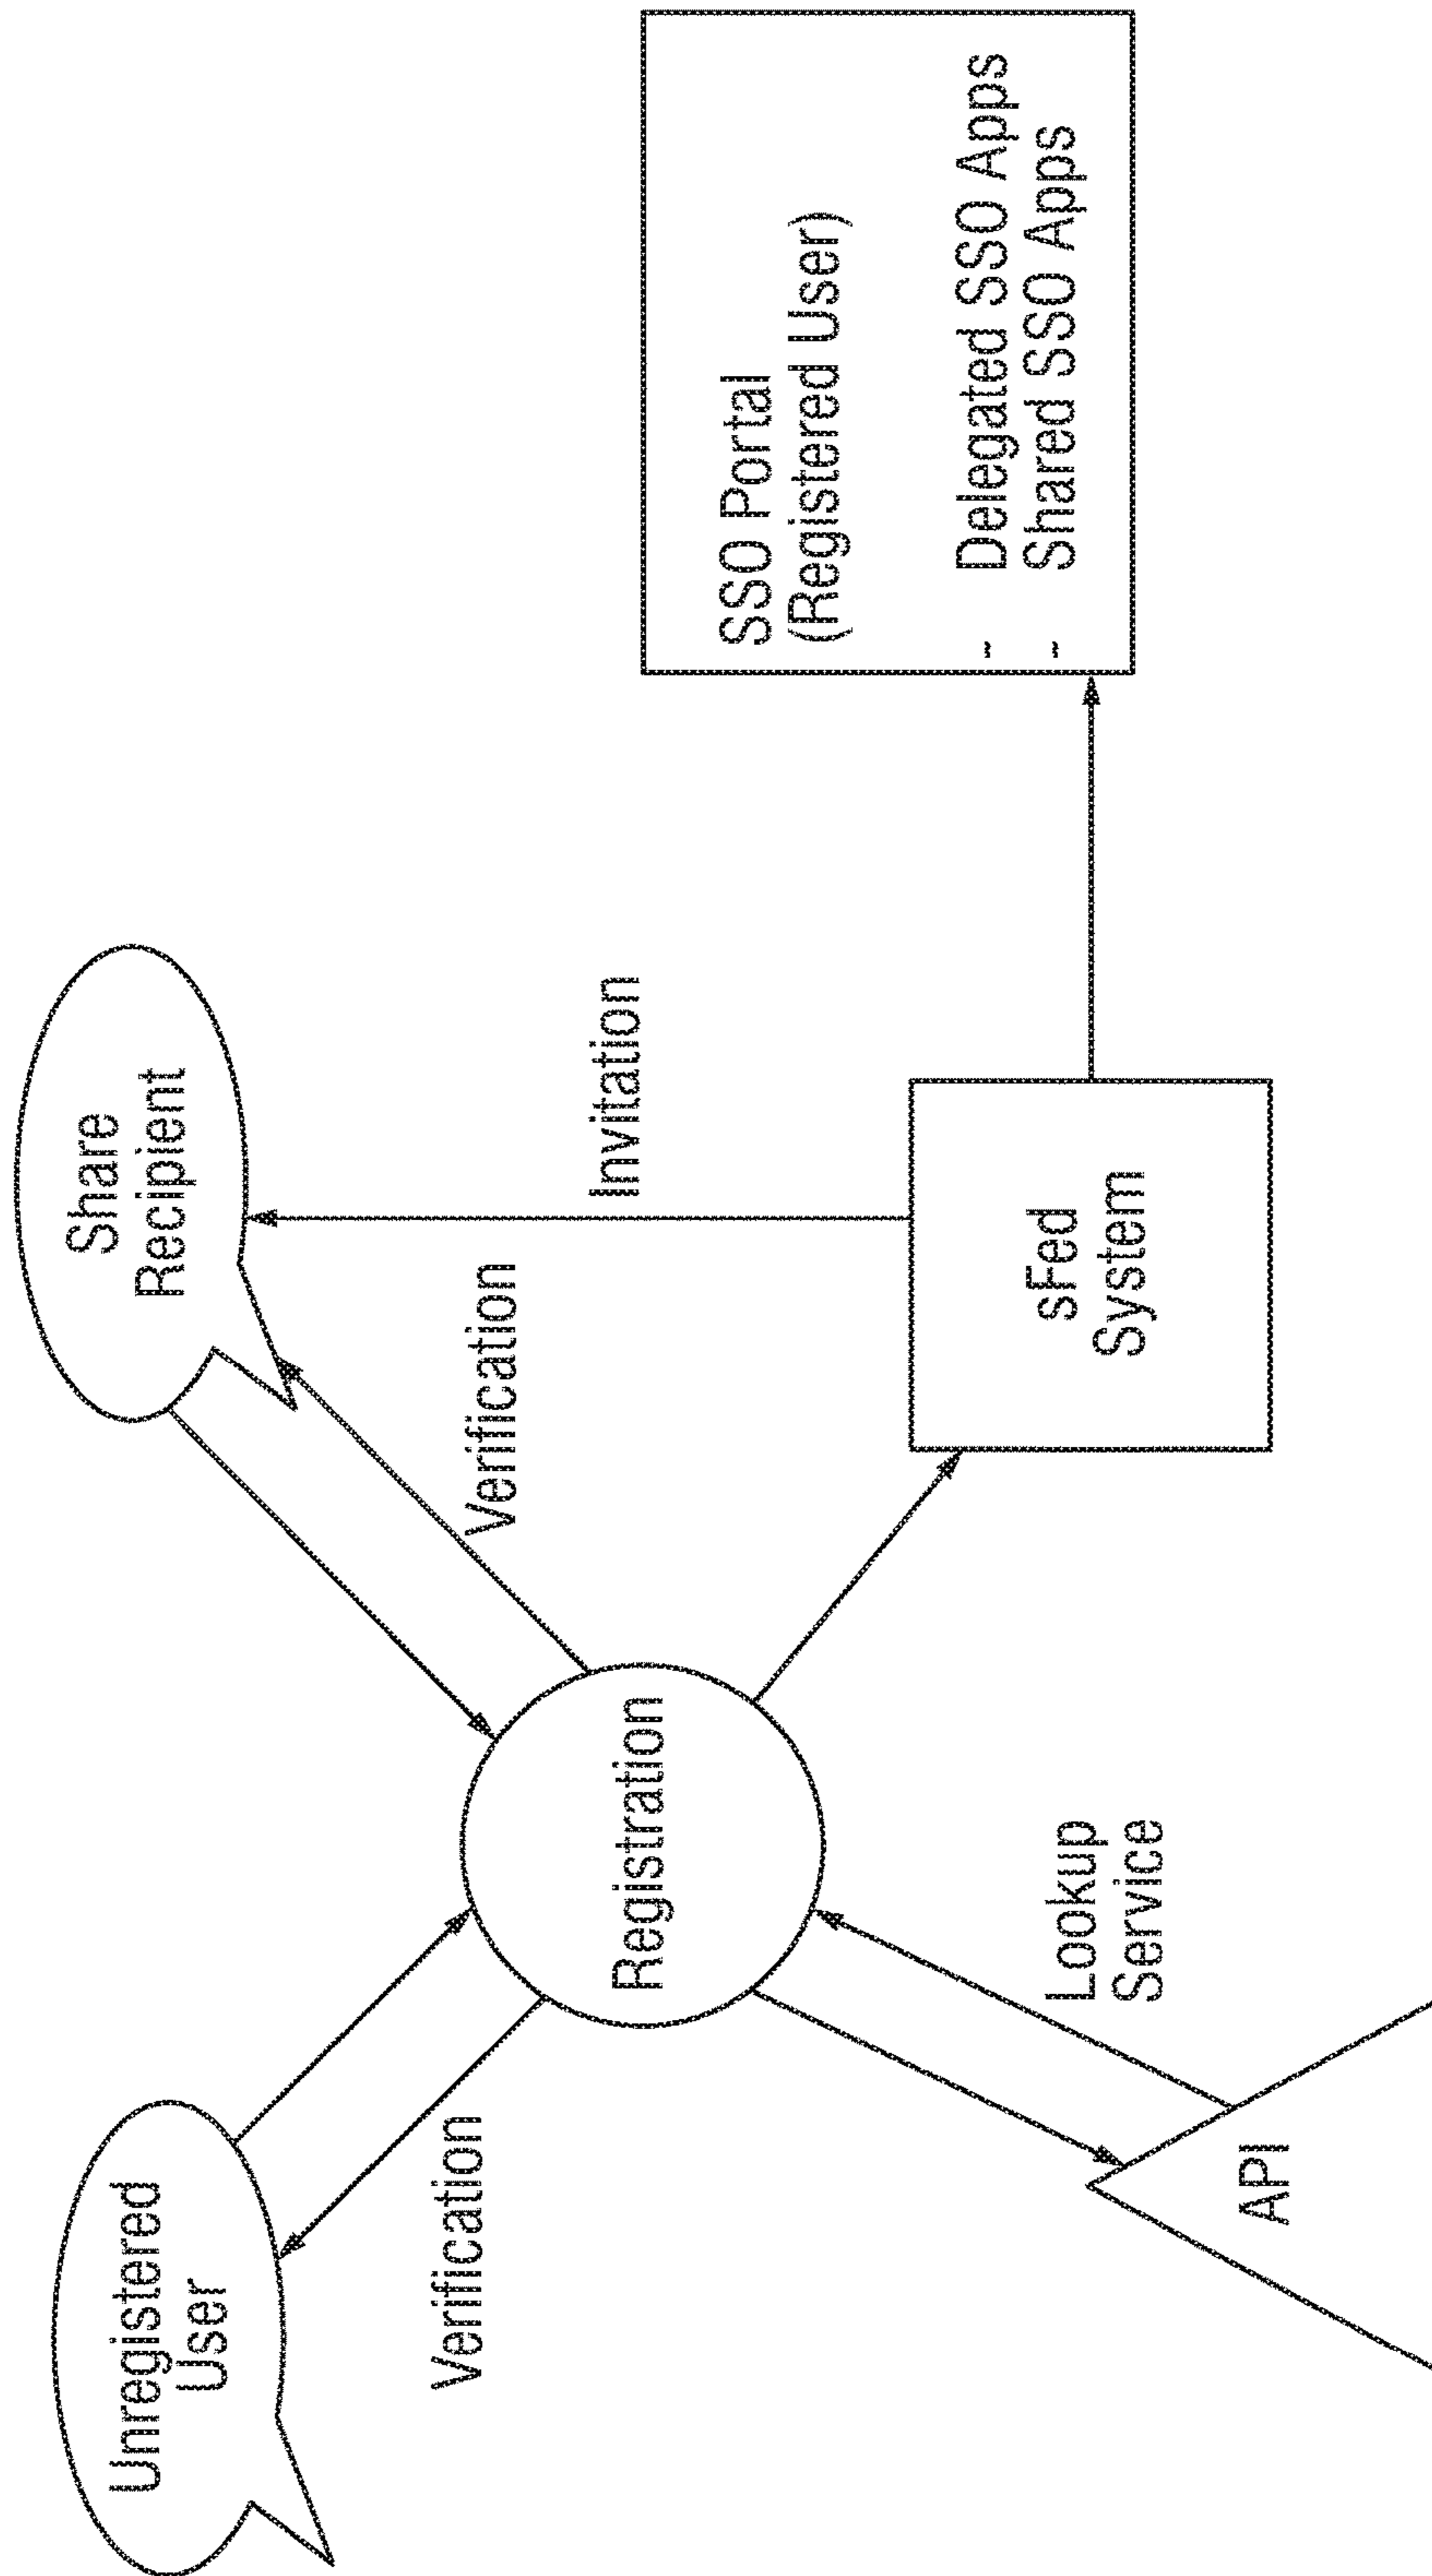 Unregistered
User
Share
Recipient
Verification
Verification
Registration
Invitation
Lookup
Service
API
sFed
System
SSO Portal
(Registered User)
- Delegated SSO Apps
- Shared SSO Apps